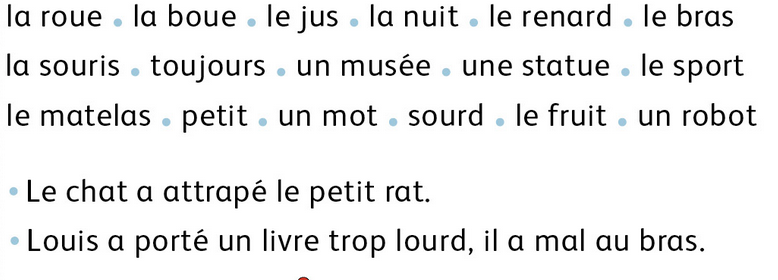 la roue • la boue • le jus • la nuit • le renard • le bras
la souris • toujours • un musée • une statue • le sport
le matelas • petit • un mot • sourd • le fruit • un robot
• Le chat a attrapé le petit rat.
• Louis a porté un livre trop lourd, il a mal au bras.